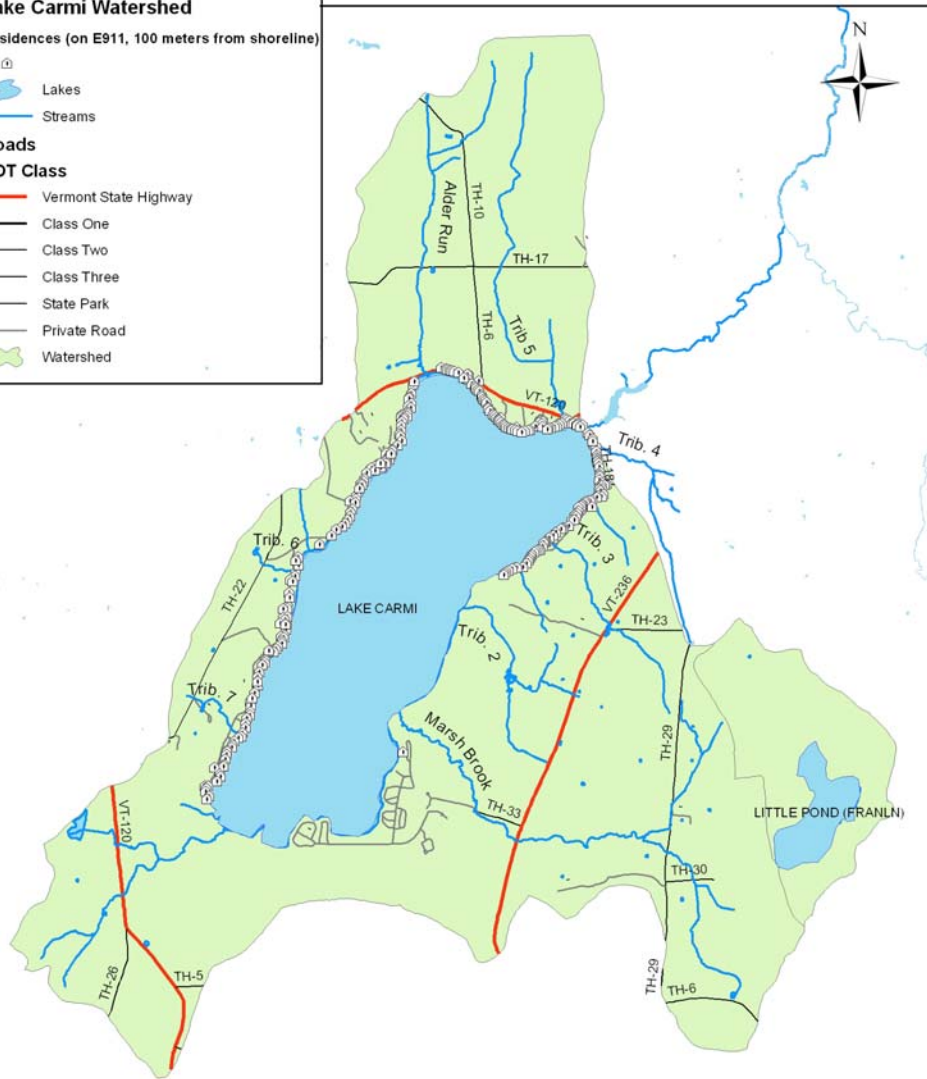 ke Carmi Watershed
sidences (on E911, 100 meters from shoreline)
Lakes
Streams
oads
OT Class
Vermont State Highway
Class One
Class Two
Class Three
State Park
Private Road
Watershed
N
Alder Run
TH-10
TH-17
TH-6
Trib 5
VT-120
Trib. 4
TH-18
Trib. 3
Trib. 6
TH-22
LAKE CARMI
VT-236
TH-23
Trib. 2
Trib. 7
Marsh Brook
TH-29
TH-33
LITTLE POND (FRANLN)
VT-120
TH-30
TH-26
TH-5
TH-29
TH-6